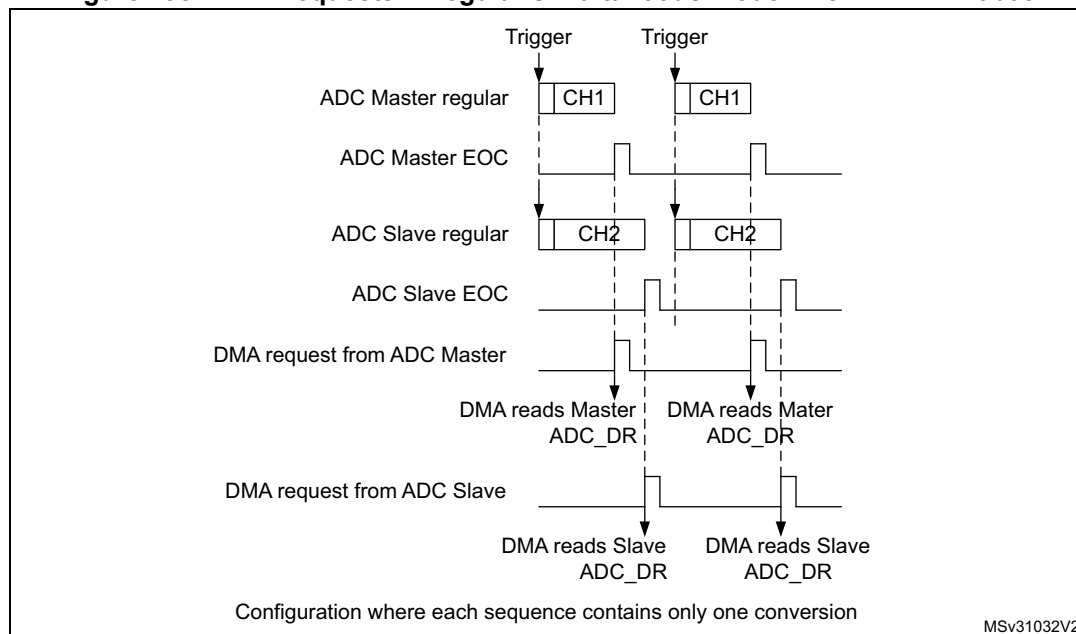 Trigger Trigger
ADC Master regular CH1 CH1
ADC Master EOC
ADC Slave regular CH2 CH2
ADC Slave EOC
DMA request from ADC Master
DMA reads Master DMA reads Mater
ADC_DR ADC_DR
DMA request from ADC Slave
DMA reads Slave DMA reads Slave
ADC_DR ADC_DR
Configuration where each sequence contains only one conversion
MSv31032V2